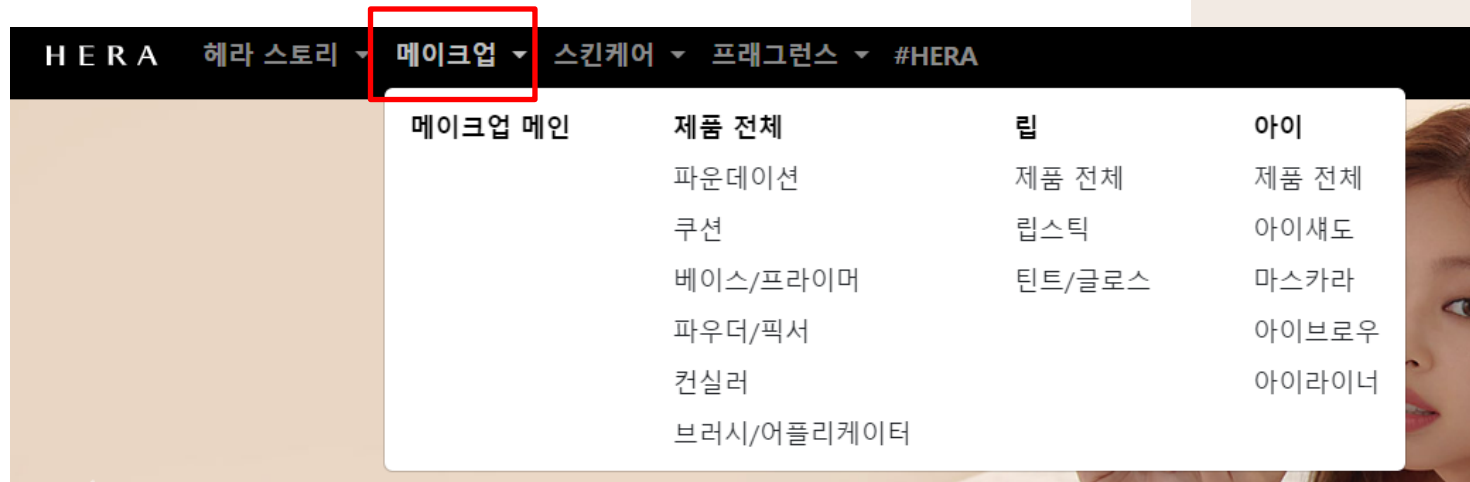 HERA 헤라 스토리 메이크업 스킨케어 프래그런스 #HERA
메이크업 메인
제품 전체
파운데이션
쿠션
베이스/프라이머
파우더/픽서
컨실러
브러시/어플리케이터
립
제품 전체
립스틱
틴트/글로스
아이
제품 전체
아이섀도
마스카라
아이브로우
아이라이너